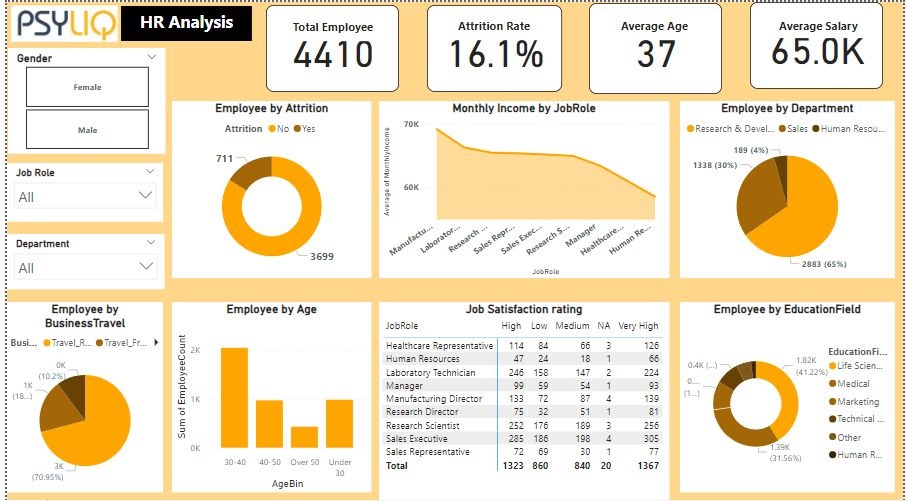 PSYLIQ
HR Analysis
Total Employee
4410
Attrition Rate
16.1%
Average Age
37
Average Salary
65.0K
Gender
Female
Male
Job Role
All
Department
All
Employee by Attrition
Attrition No Yes
711
3699
Monthly Income by JobRole
70K
60K
Average of MonthlyIncome
Manufactu...
Laborator...
Research ...
Sales Repr...
Sales Exec...
Research S...
Manager
Healthcare...
Human Re...
JobRole
Employee by Department
Research & Devel... Sales Human Resou...
189 (4%)
1338 (30%)
2883 (65%)
Employee by
BusinessTravel
Busi... Travel_R... Travel_Fr...
0K
(10.2%)
1K
(18...)
3K
(70.95%)
Employee by Age
Sum of EmployeeCount
2K
1K
0K
30-40 40-50 Over 50 Under
30
AgeBin
Job Satisfaction rating
JobRole High Low Medium NA Very High
Healthcare Representative 114 84 66 3 126
Human Resources 47 24 18 1 66
Laboratory Technician 246 158 147 2 224
Manager 99 59 54 1 93
Manufacturing Director 133 72 87 4 139
Research Director 75 32 51 1 81
Research Scientist 252 176 189 3 256
Sales Executive 285 186 198 4 305
Sales Representative 72 69 30 1 77
Total 1323 860 840 20 1367
Employee by EducationField
0.4K (...)
0....
(1...)
1.82K
(41.22%)
1.39K
(31.56%)
EducationFi...
Life Scien...
Medical
Marketing
Technical ...
Other
Human R...